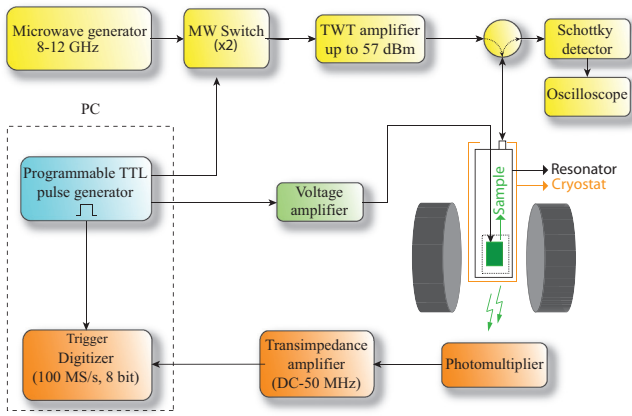 Microwave generator
8-12 GHz
MW Switch
(x2)
TWT amplifier
up to 57 dBm
Schottky
detector
Oscilloscope
PC
Programmable TTL
pulse generator
Voltage
amplifier
Resonator
Cryostat
Sample
Trigger
Digitizer
(100 MS/s, 8 bit)
Transimpedance
amplifier
(DC-50 MHz)
Photomultiplier